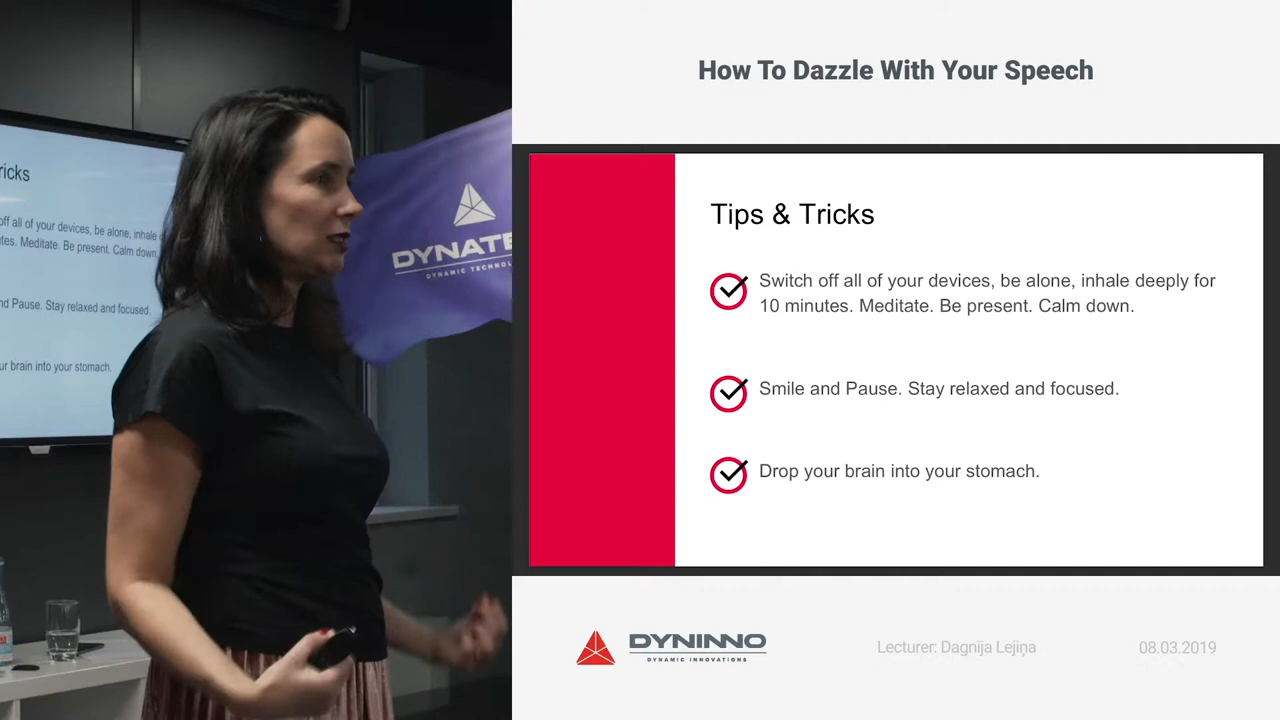 How To Dazzle With Your Speech
ricks
off all of your devices, be alone, inhale
tes. Meditate. Be present. Calm down.
nd Pause. Stay relaxed and focused.
ur brain into your stomach.
DYNATE
DYNAMIC TECHNOL
Tips & Tricks
Switch off all of your devices, be alone, inhale deeply for
10 minutes. Meditate. Be present. Calm down.
Smile and Pause. Stay relaxed and focused.
Drop your brain into your stomach.
DYNINNO
DYNAMIC INNOVATIONS
Lecturer: Dagnija Lejiņa
08.03.2019